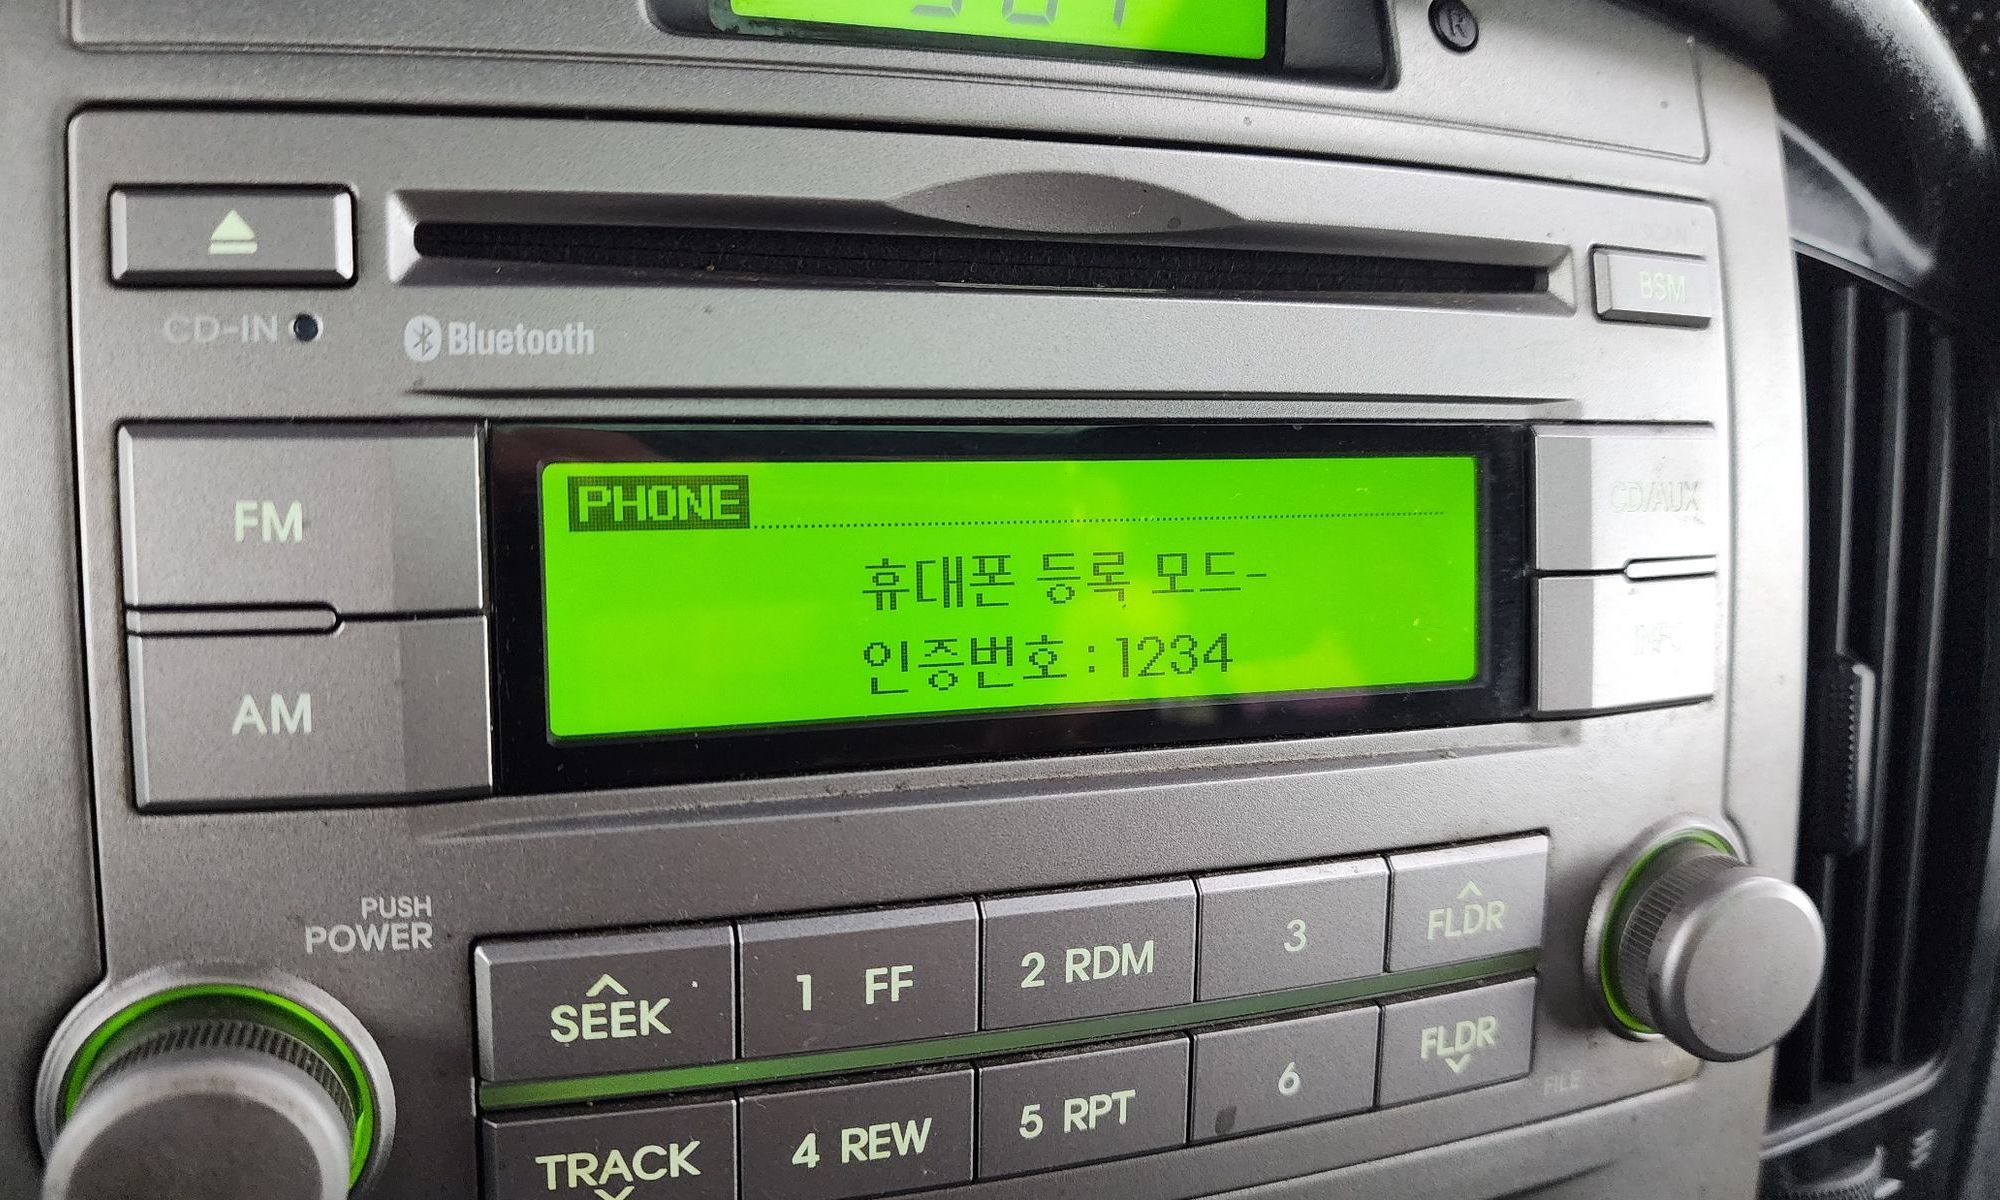 R
BSM
CD-IN
Bluetooth
FM
PHONE
CD/AUX
휴대폰 등록 모드-
인증번호 : 1234
AM
PUSH
POWER
SEEK
1 FF
2 RDM
3
FLDR
TRACK
4 REW
5 RPT
6
FLDR
FILE